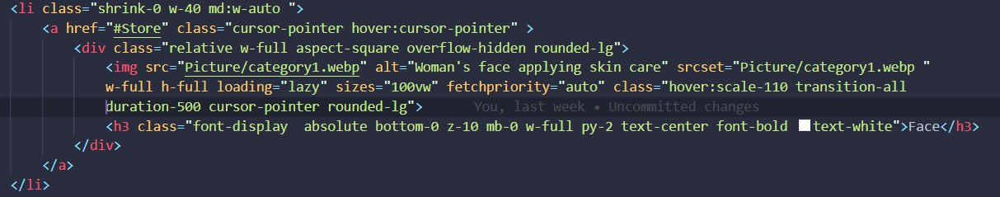 <li class="shrink-0 w-40 md:w-auto ">
<a href="#Store" class="cursor-pointer hover:cursor-pointer" >
<div class="relative w-full aspect-square overflow-hidden rounded-lg">
<img src="Picture/category1.webp" alt="Woman's face applying skin care" srcset="Picture/category1.webp "
w-full h-full loading="lazy" sizes="100vw" fetchpriority="auto" class="hover:scale-110 transition-all
duration-500 cursor-pointer rounded-lg"> You, last week • Uncommitted changes
<h3 class="font-display  absolute bottom-0 z-10 mb-0 w-full py-2 text-center font-bold text-white">Face</h3>
</div>
</a>
</li>